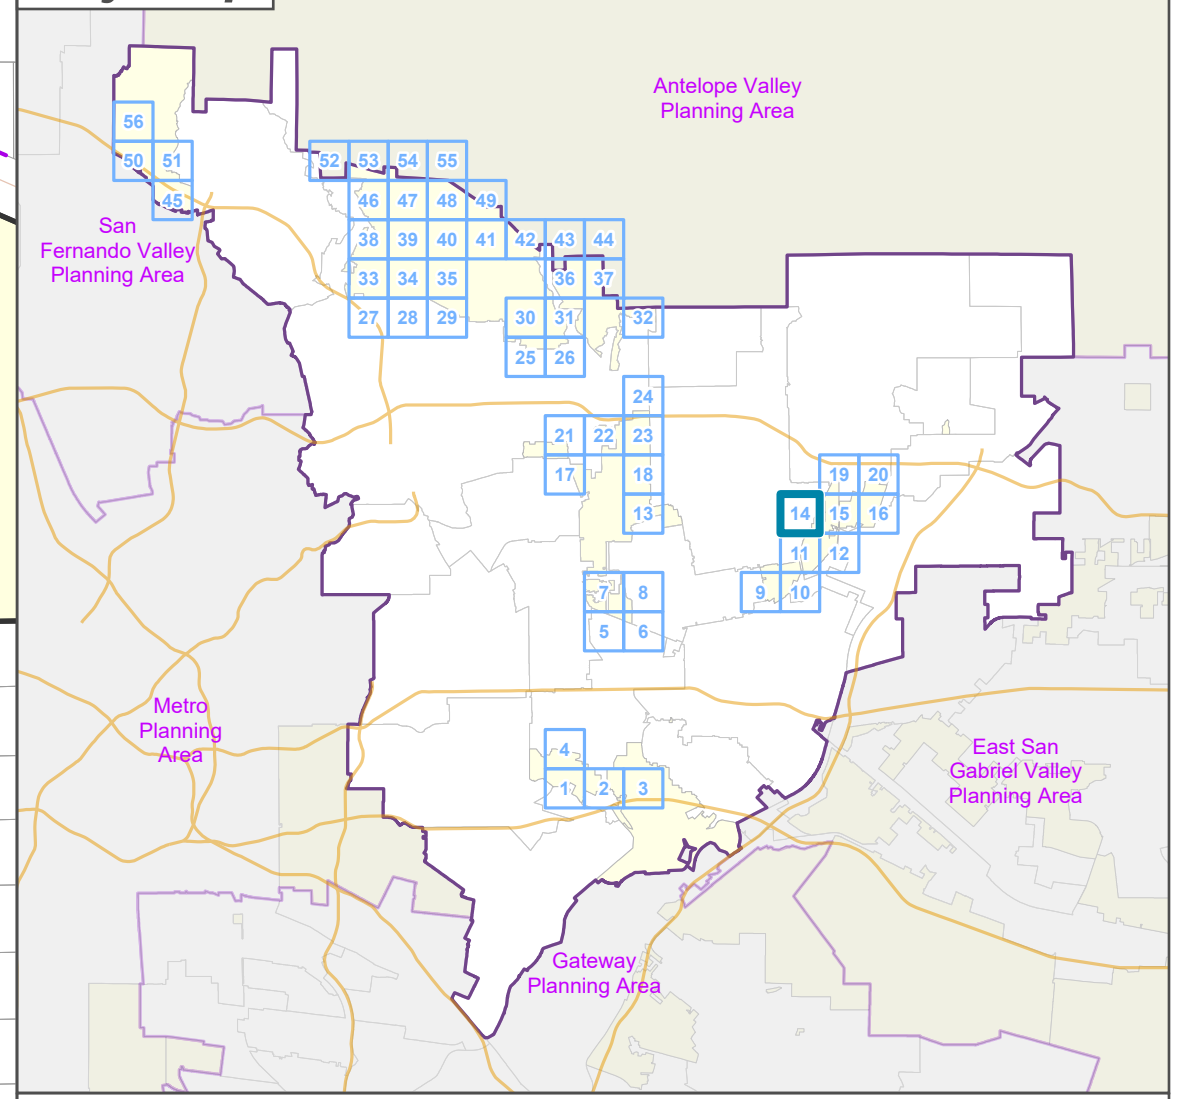 Antelope Valley
Planning Area
56
50 51
52 53 54 55
45
46 47 48 49
San
Fernando Valley
Planning Area
38 39 40 41 42 43 44
33 34 35 36 37
27 28 29 30 31 32
25 26
24
21 22 23
17 18 19 20
13 14 15 16
11 12
7 8 9 10
5 6
Metro
Planning
Area
4
East San
Gabriel Valley
Planning Area
1 2 3
Gateway
Planning Area